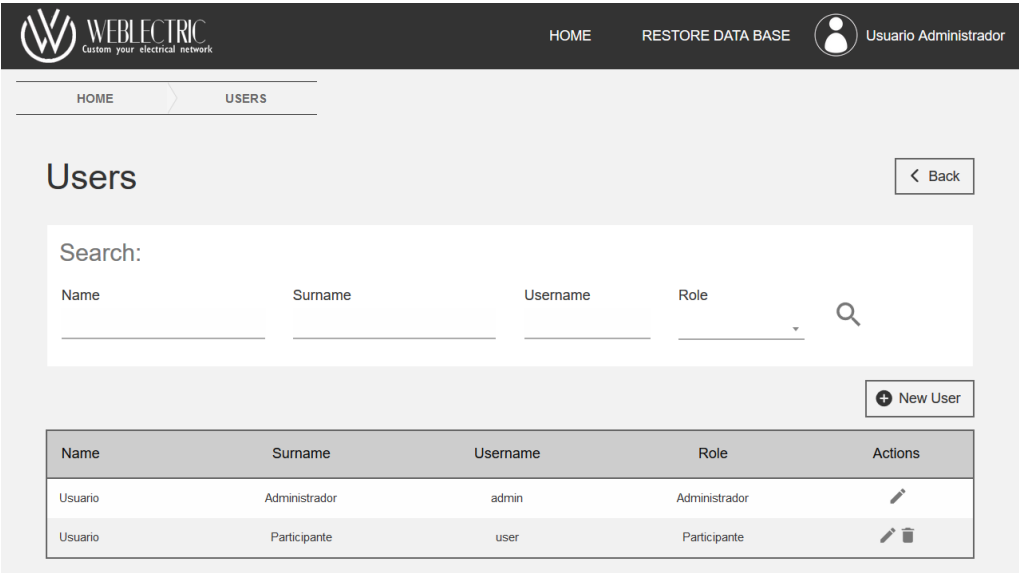 WEBLECTRIC
Custom your electrical network
HOME RESTORE DATA BASE Usuario Administrador
HOME USERS
Users
Back
Search:
Name Surname Username Role
New User
Name Surname Username Role Actions
Usuario Administrador admin Administrador
Usuario Participante user Participante